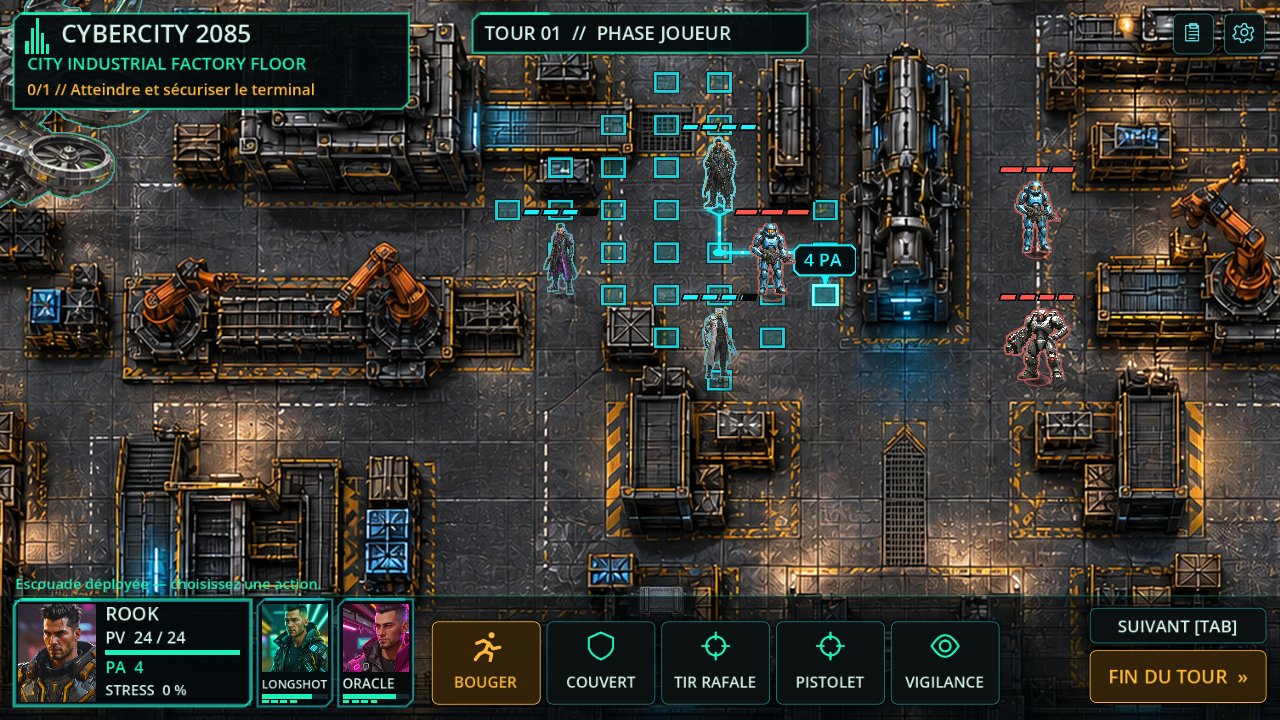 CYBERCITY 2085
CITY INDUSTRIAL FACTORY FLOOR
0/1 // Atteindre et sécuriser le terminal
TOUR 01 // PHASE JOUEUR
4 PA
Escouade déployée — choisissez une action.
ROOK
PV 24 / 24
PA 4
STRESS 0 %
LONGSHOT
ORACLE
BOUGER
COUVERT
TIR RAFALE
PISTOLET
VIGILANCE
SUIVANT [TAB]
FIN DU TOUR »